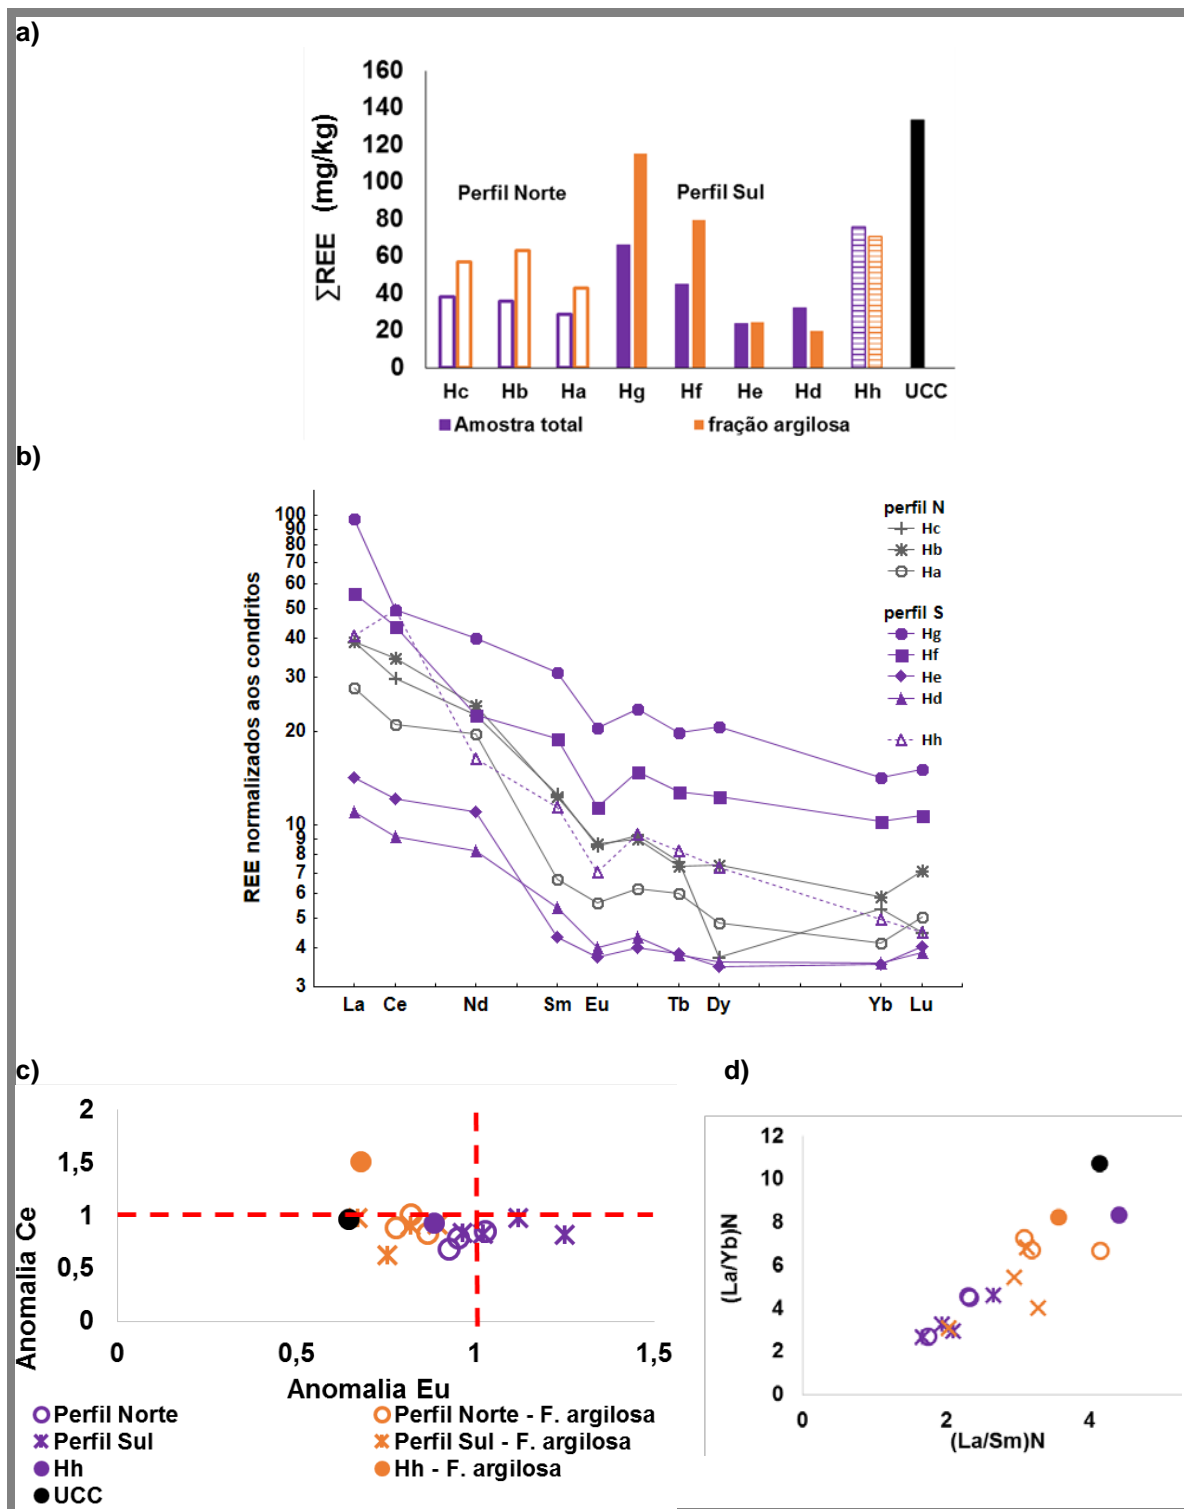 a)
160
140
120
100
80
60
40
20
0
∑REE (mg/kg)
Perfil Norte
Perfil Sul
Hc Hb Ha Hg Hf He Hd Hh UCC
Amostra total
fração argilosa
b)
100
90
80
70
60
50
40
30
20
10
9
8
7
6
5
4
3
REE normalizados aos condritos
perfil N
Hc
Hb
Ha
perfil S
Hg
Hf
He
Hd
Hh
La Ce Nd Sm Eu Tb Dy Yb Lu
c)
2
1,5
1
0,5
0
Anomalia Ce
0 0,5 1 1,5
Anomalia Eu
Perfil Norte
Perfil Norte - F. argilosa
Perfil Sul
Perfil Sul - F. argilosa
Hh
Hh - F. argilosa
UCC
d)
12
10
8
6
4
2
0
(La/Yb)N
0 2 4
(La/Sm)N